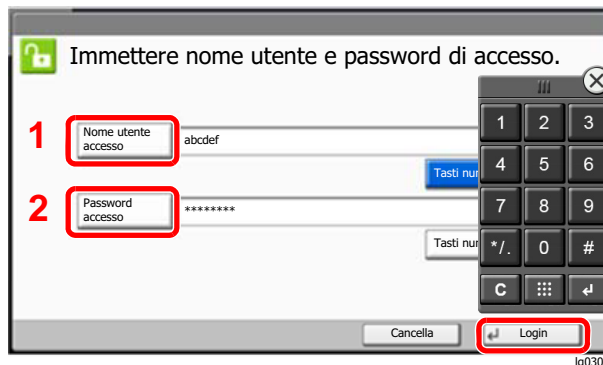 Immettere nome utente e password di accesso.
1
Nome utente
accesso
abcdef
Tasti nu
2
Password
accesso
********
Tasti nu
1 2 3
4 5 6
7 8 9
*/. 0 #
C
Cancella
Login
lg030